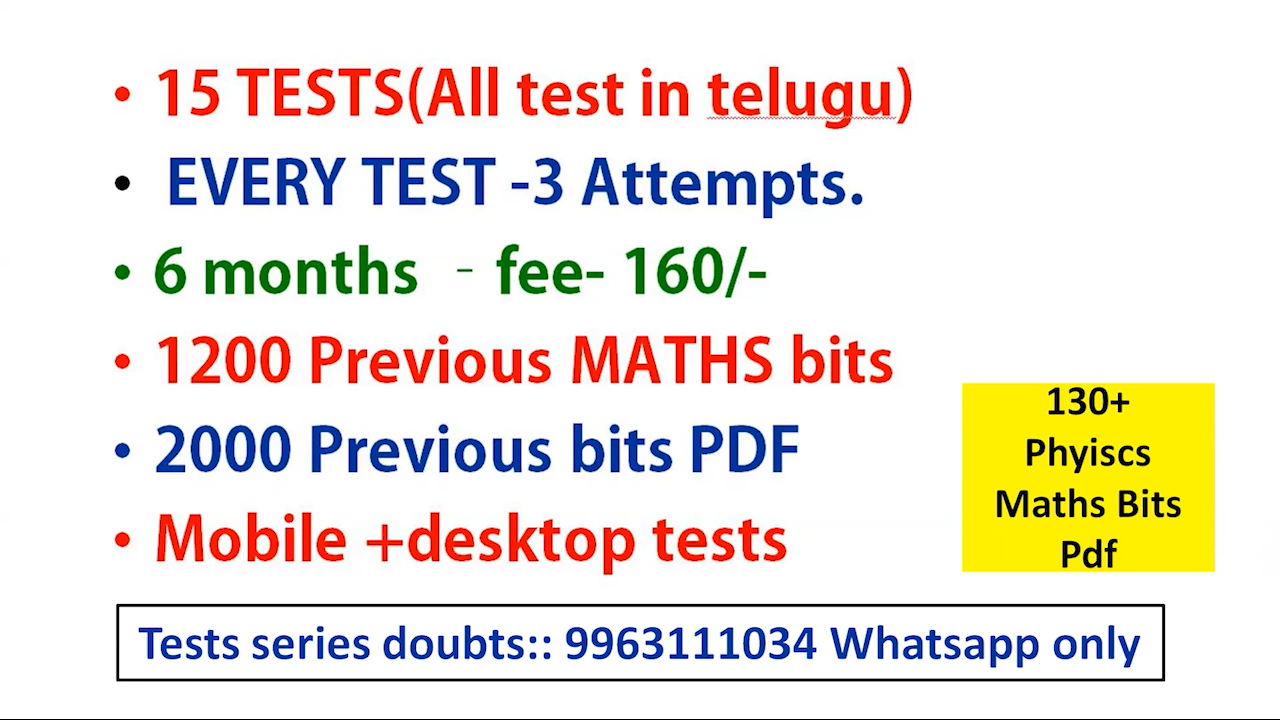 • 15 TESTS(All test in telugu)
• EVERY TEST -3 Attempts.
• 6 months - fee- 160/-
• 1200 Previous MATHS bits
• 2000 Previous bits PDF
• Mobile +desktop tests
130+
Phyiscs
Maths Bits
Pdf
Tests series doubts:: 9963111034 Whatsapp only